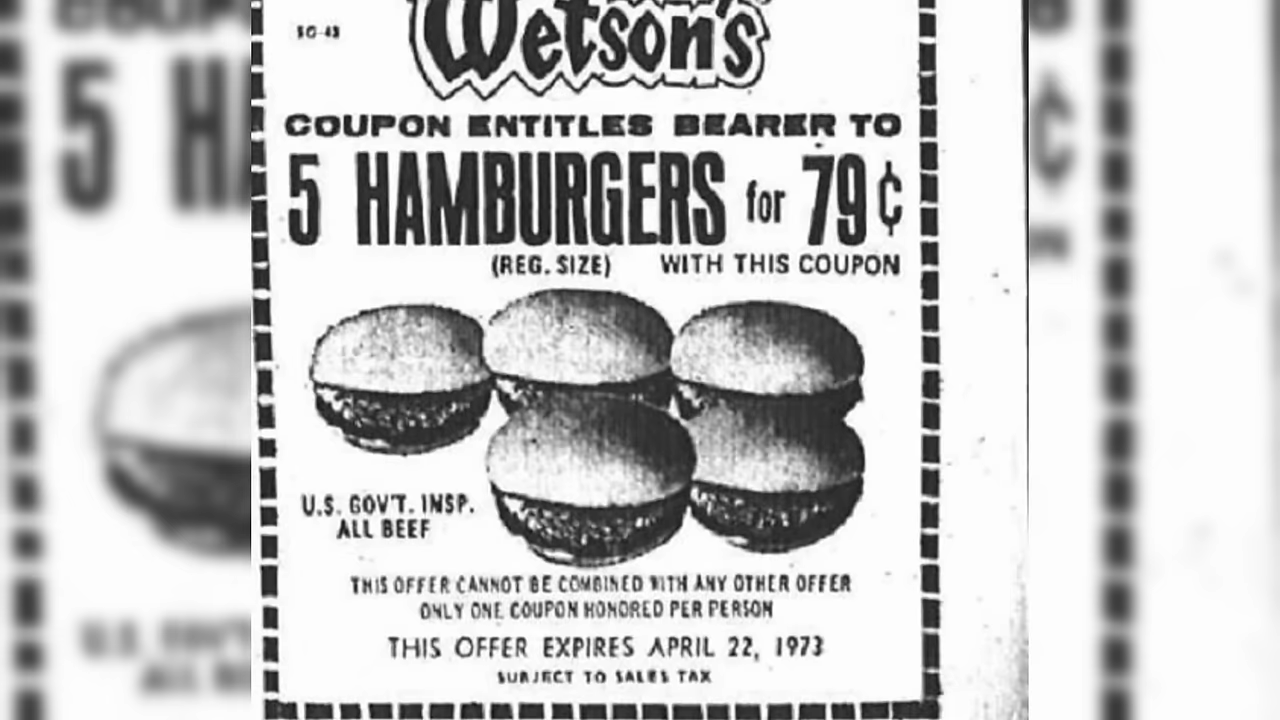 SC-43
Wetson's
COUPON ENTITLES BEARER TO
5 HAMBURGERS for 79¢
(REG. SIZE) WITH THIS COUPON
U.S. GOV'T. INSP.
ALL BEEF
THIS OFFER CANNOT BE COMBINED WITH ANY OTHER OFFER
ONLY ONE COUPON HONORED PER PERSON
THIS OFFER EXPIRES APRIL 22, 1973
SUBJECT TO SALES TAX